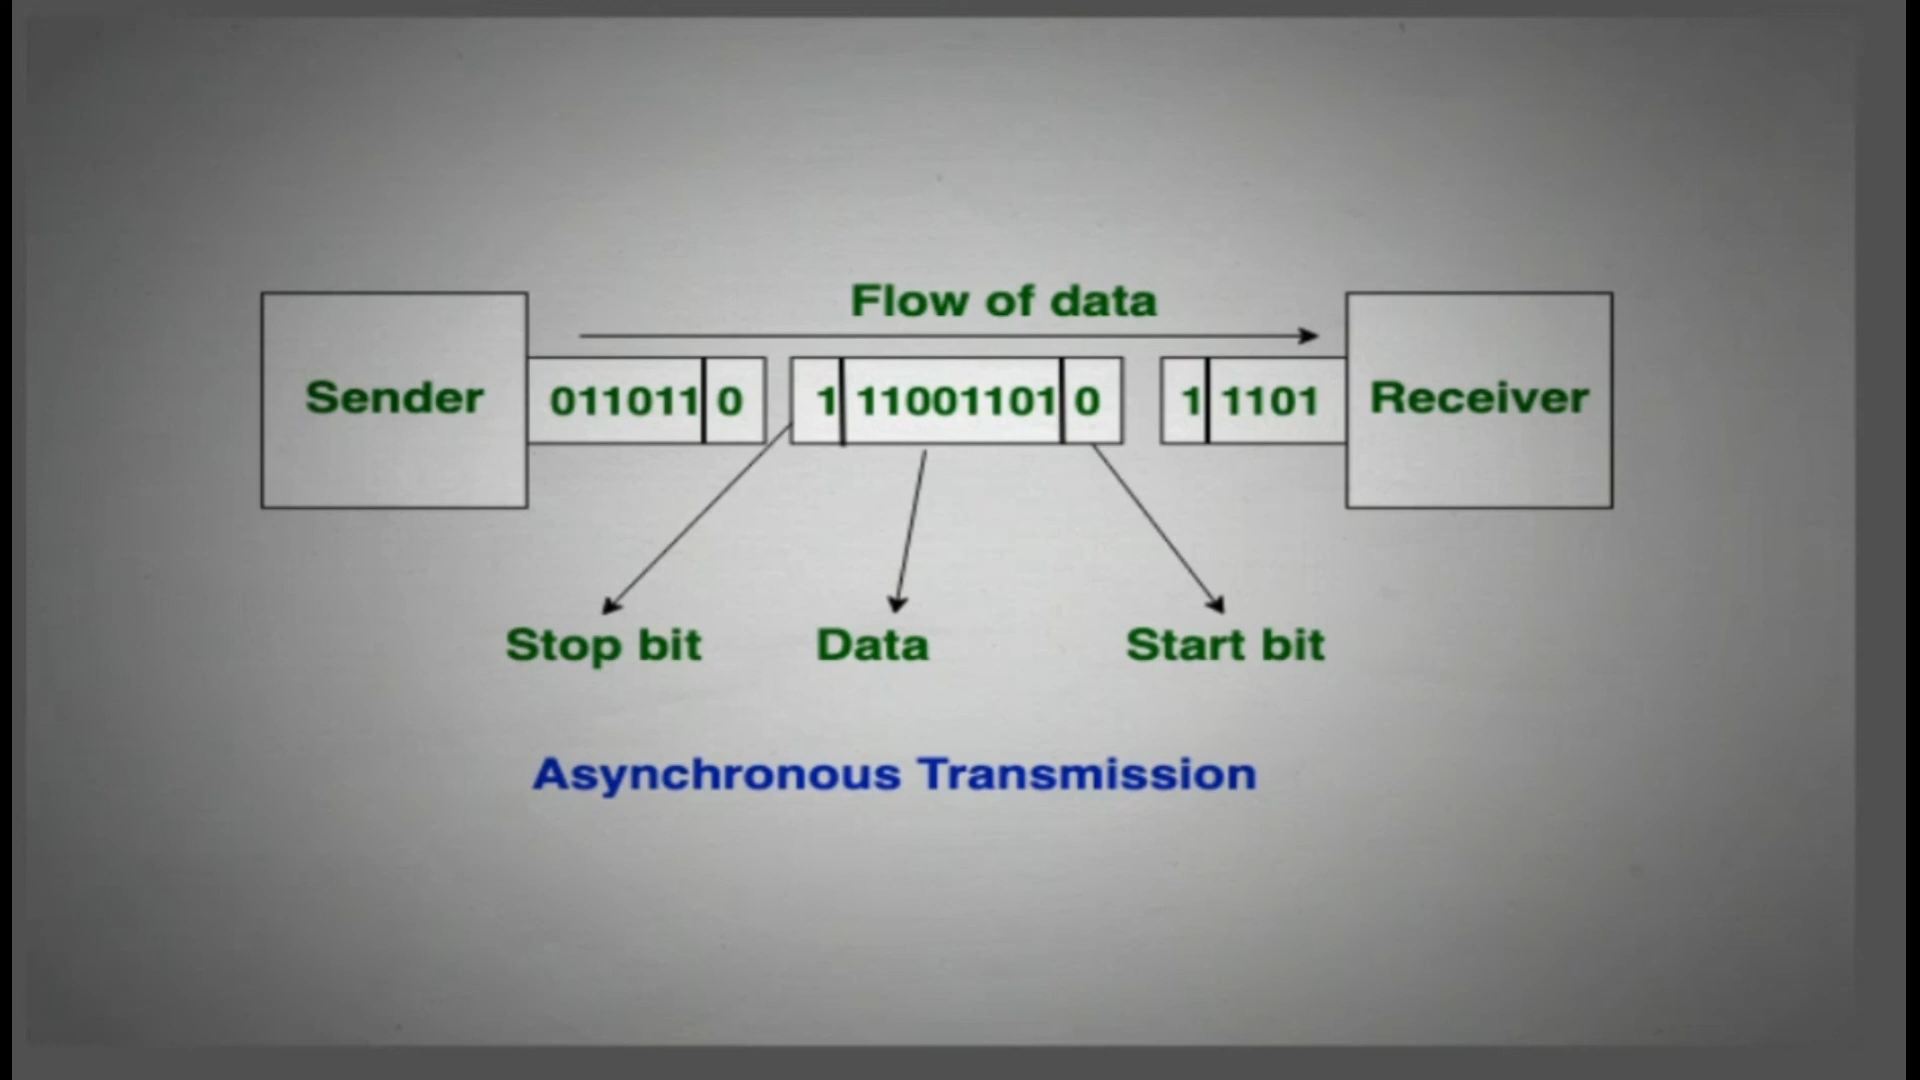 Flow of data
Sender 011011 0 1 11001101 0 1 1101 Receiver
Stop bit Data Start bit
Asynchronous Transmission